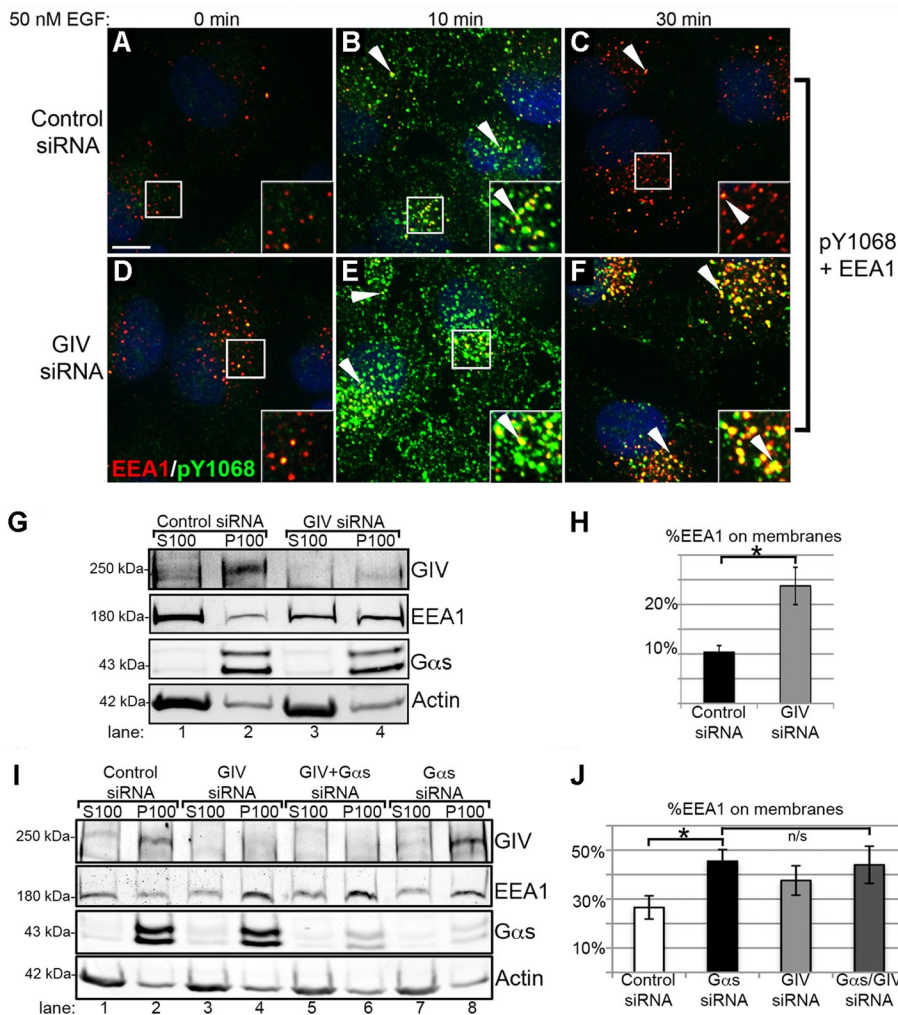 50 nM EGF: 0 min 10 min 30 min
A B C
Control siRNA
D E F
GIV siRNA
EEA1/pY1068
pY1068 + EEA1
G
Control siRNA GIV siRNA
S100 P100 S100 P100
250 kDa- GIV
180 kDa- EEA1
43 kDa- Gαs
42 kDa- Actin
lane: 1 2 3 4
H
%EEA1 on membranes
*
20%
10%
Control siRNA GIV siRNA
I
Control siRNA GIV siRNA GIV+Gαs siRNA Gαs siRNA
S100 P100 S100 P100 S100 P100 S100 P100
250 kDa- GIV
180 kDa- EEA1
43 kDa- Gαs
42 kDa- Actin
lane: 1 2 3 4 5 6 7 8
J
%EEA1 on membranes
* n/s
50%
30%
10%
Control siRNA Gαs siRNA GIV siRNA Gαs/GIV siRNA